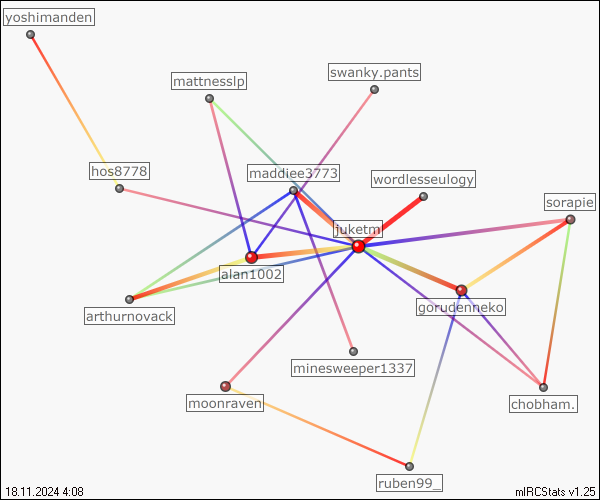 yoshimanden
swanky.pants
mattnesslp
hos8778
maddiee3773
wordlesseulogy
sorapie
juketm
alan1002
gorudenneko
arthurnovack
minesweeper1337
moonraven
chobham.
ruben99_
18.11.2024 4:08
mIRCStats v1.25